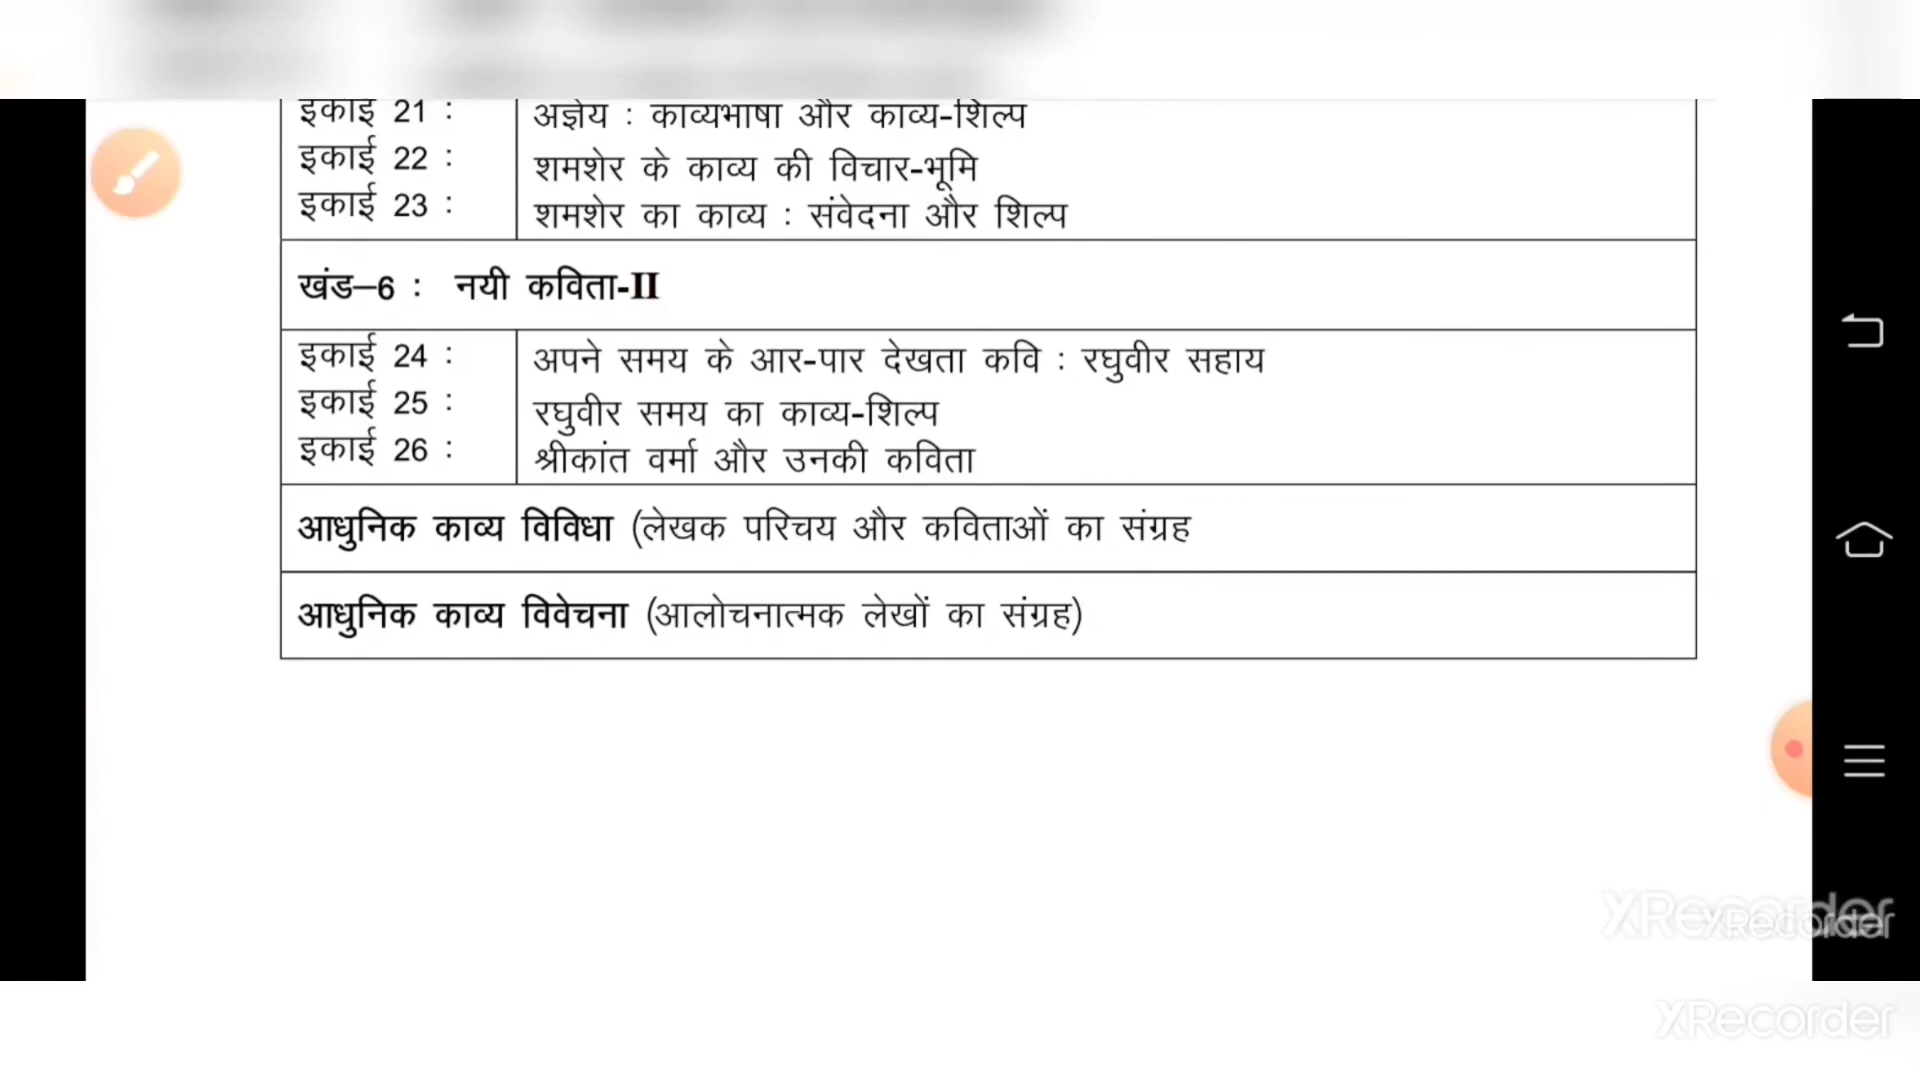 इकाई 21 : अज्ञेय : काव्यभाषा और काव्य-शिल्प
इकाई 22 : शमशेर के काव्य की विचार-भूमि
इकाई 23 : शमशेर का काव्य : संवेदना और शिल्प
खंड–6 : नयी कविता-II
इकाई 24 : अपने समय के आर-पार देखता कवि : रघुवीर सहाय
इकाई 25 : रघुवीर समय का काव्य-शिल्प
इकाई 26 : श्रीकांत वर्मा और उनकी कविता
आधुनिक काव्य विविधा (लेखक परिचय और कविताओं का संग्रह
आधुनिक काव्य विवेचना (आलोचनात्मक लेखों का संग्रह)
XRecorder
XRecorder
XRecorder